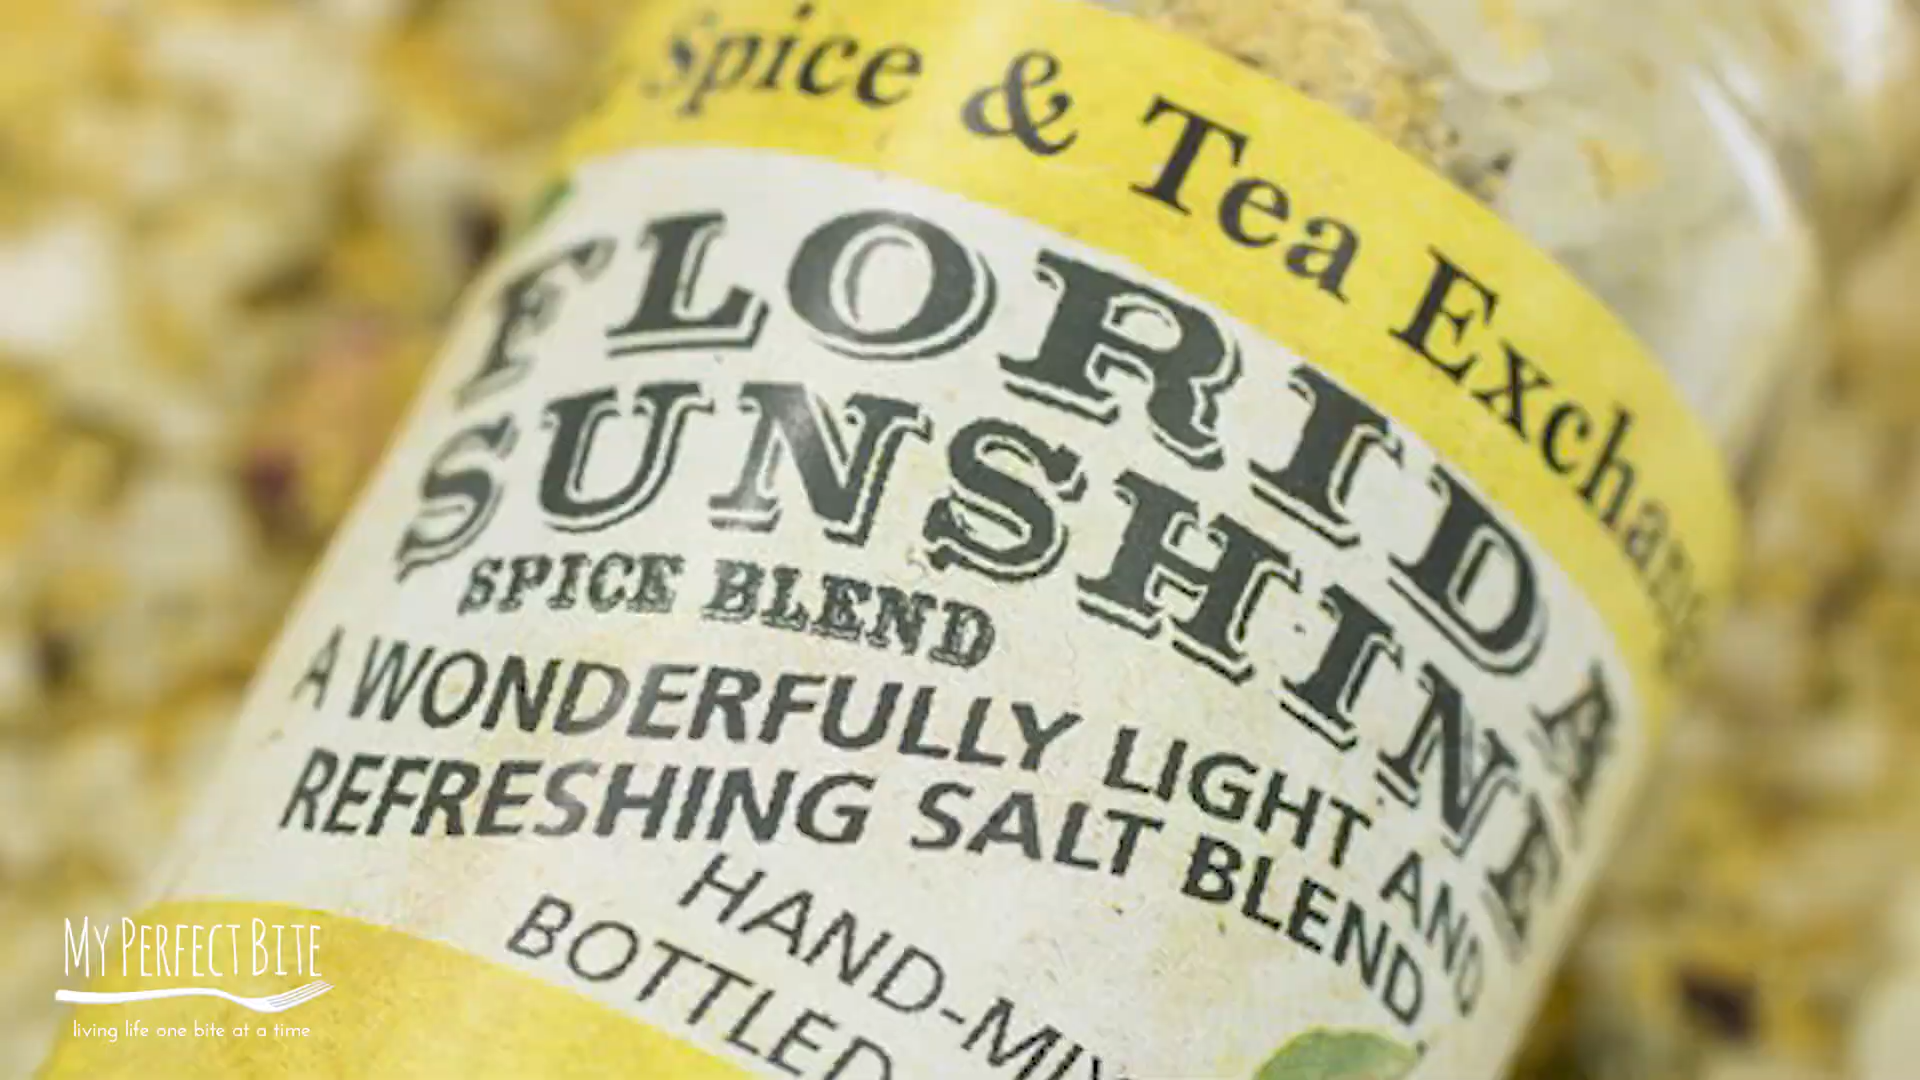 Spice & Tea Exchange
FLORIDA
SUNSHINE
SPICE BLEND
A WONDERFULLY LIGHT AND
REFRESHING SALT BLEND
HAND-MIX
BOTTLED
MY PERFECT BITE
living life one bite at a time